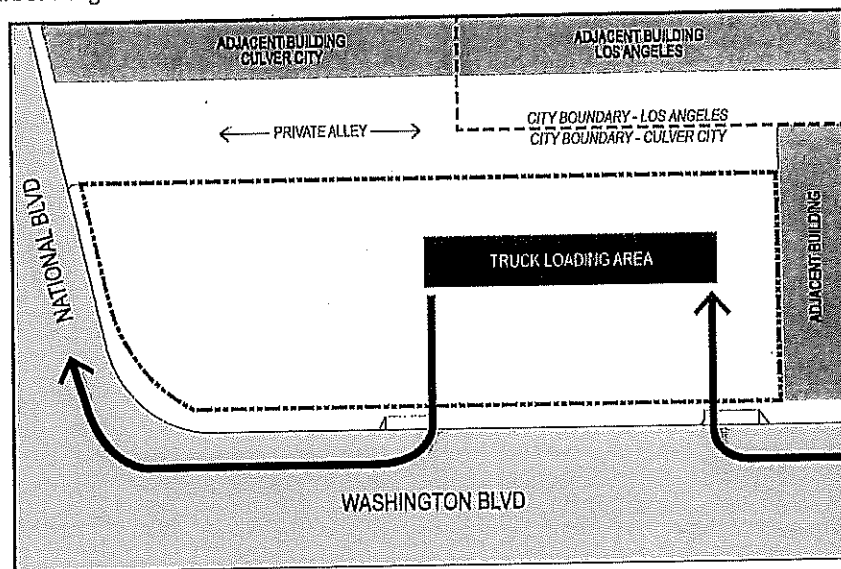 ADJACENT BUILDING
CULVER CITY
ADJACENT BUILDING
LOS ANGELES
CITY BOUNDARY - LOS ANGELES
CITY BOUNDARY - CULVER CITY
PRIVATE ALLEY
NATIONAL BLVD
TRUCK LOADING AREA
ADJACENT BUILDING
WASHINGTON BLVD